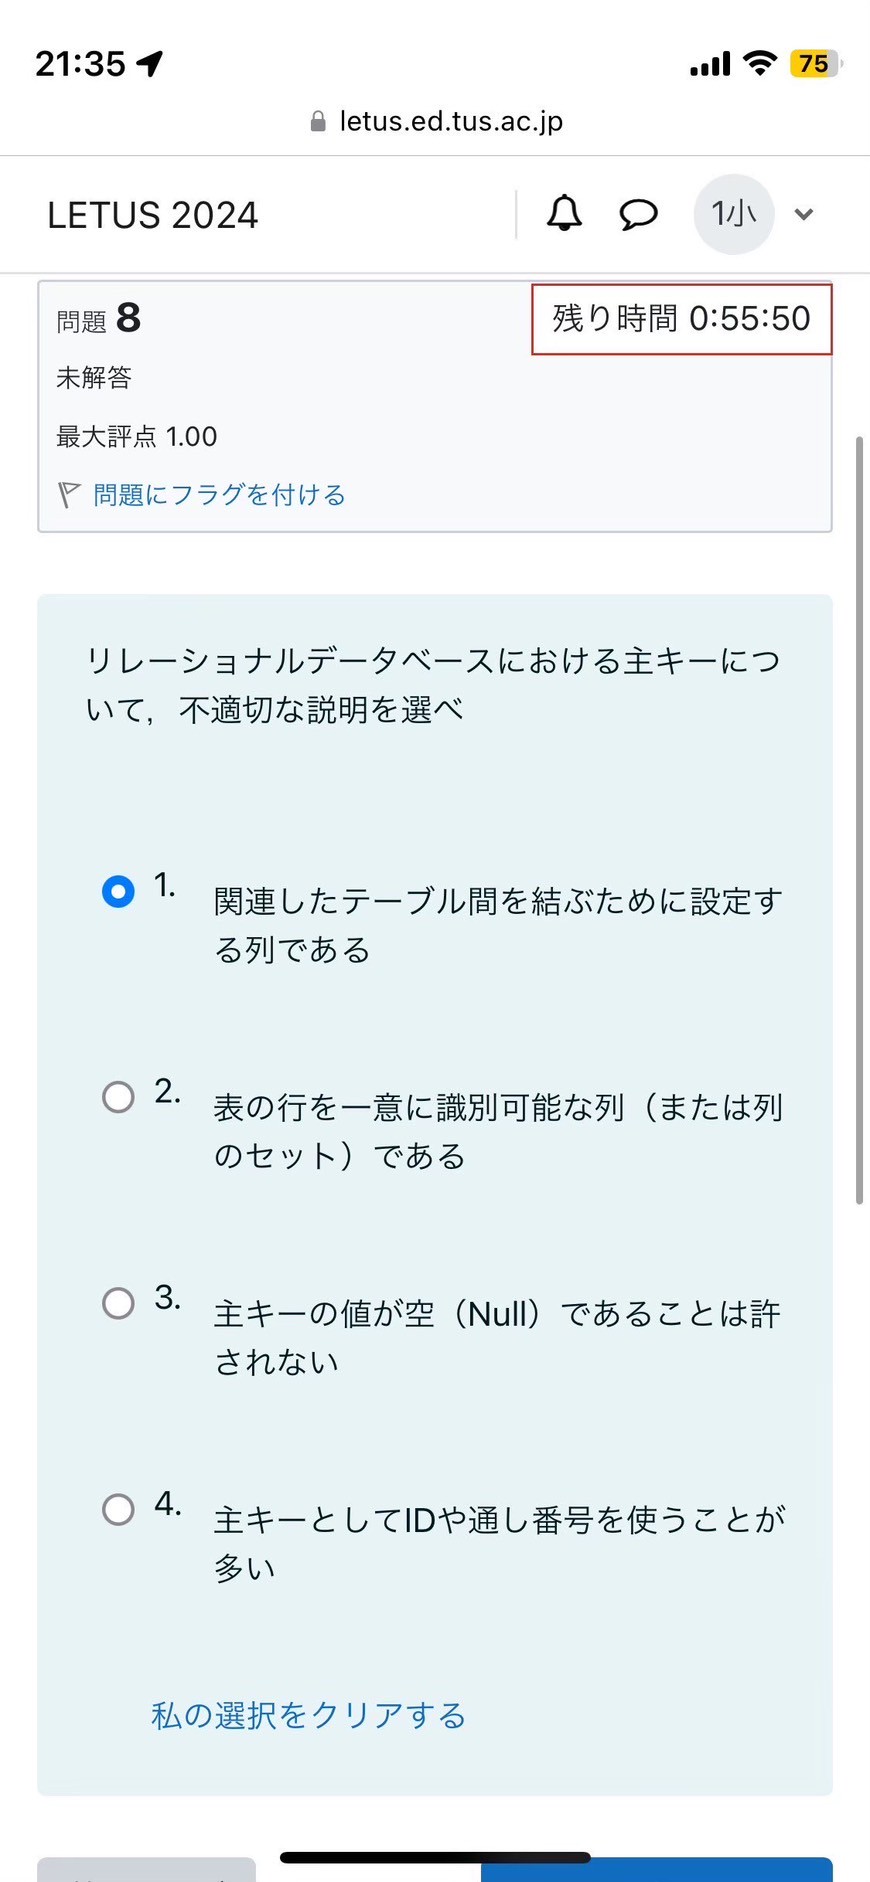 21:35
75
letus.ed.tus.ac.jp
LETUS 2024
1小
問題 8
残り時間 0:55:50
未解答
最大評点 1.00
問題にフラグを付ける
リレーショナルデータベースにおける主キーにつ
いて，不適切な説明を選べ
1.
関連したテーブル間を結ぶために設定す
る列である
2.
表の行を一意に識別可能な列（または列
のセット）である
3.
主キーの値が空（Null）であることは許
されない
4.
主キーとしてIDや通し番号を使うことが
多い
私の選択をクリアする